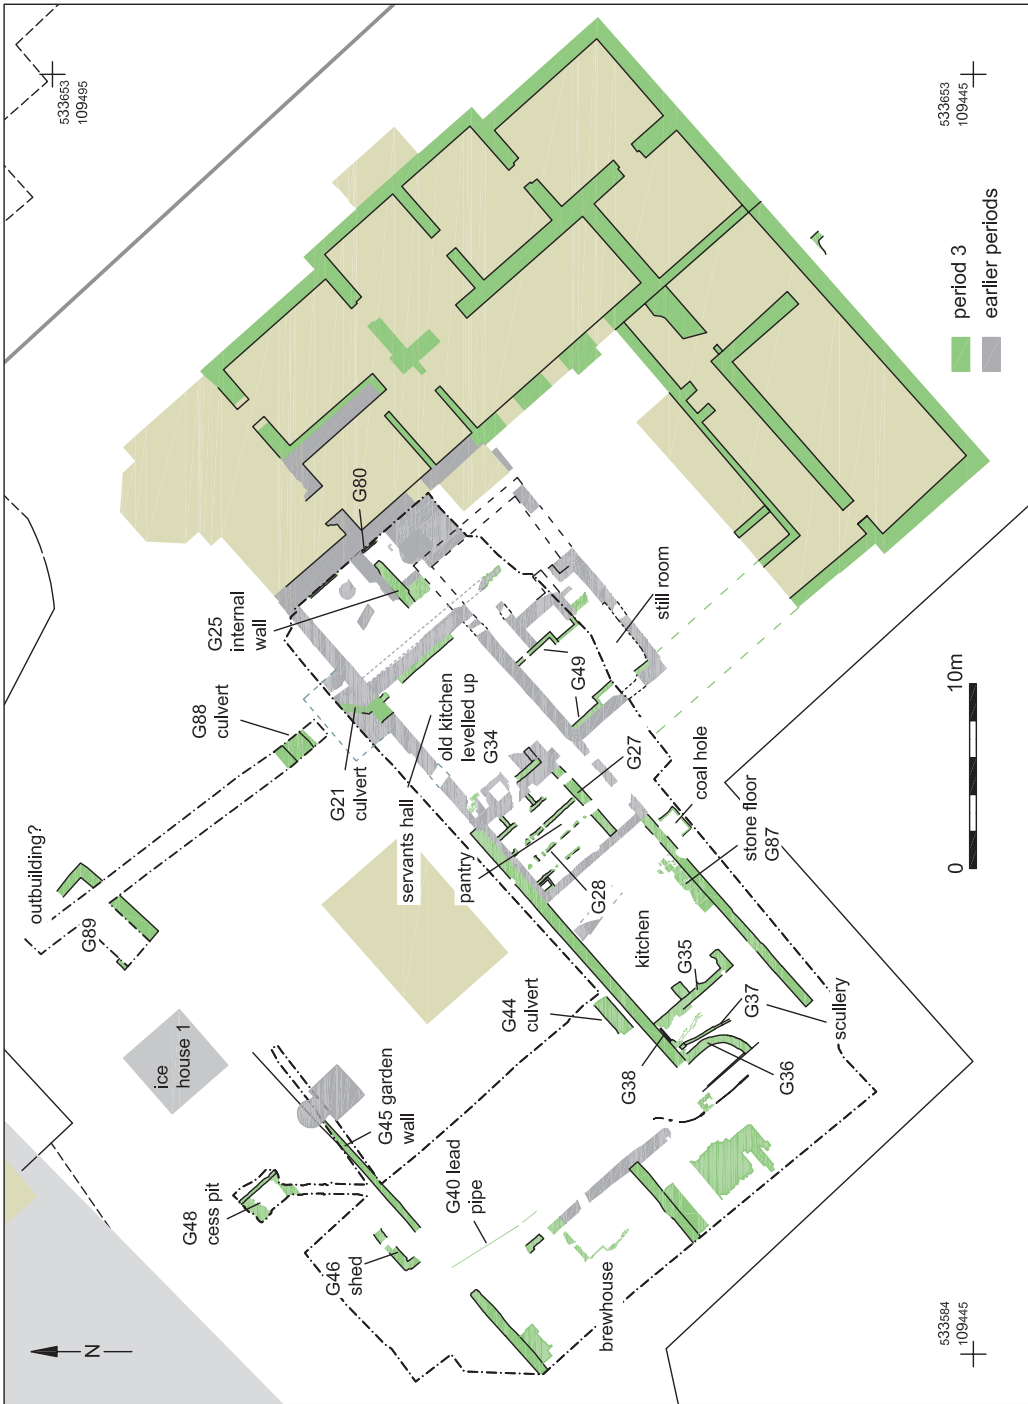 533653
109495
533653
109445
period 3
earlier periods
G80
G25
internal
wall
still room
G49
G88
culvert
G21
culvert
old kitchen
levelled up
G34
servants hall
G27
coal hole
pantry
G28
stone floor
G87
outbuilding?
G89
kitchen
G35
G44
culvert
G37
scullery
G38
G36
ice
house 1
G45 garden
wall
G48
cess pit
G40 lead
pipe
G46
shed
brewhouse
N
0
10m
533584
109445